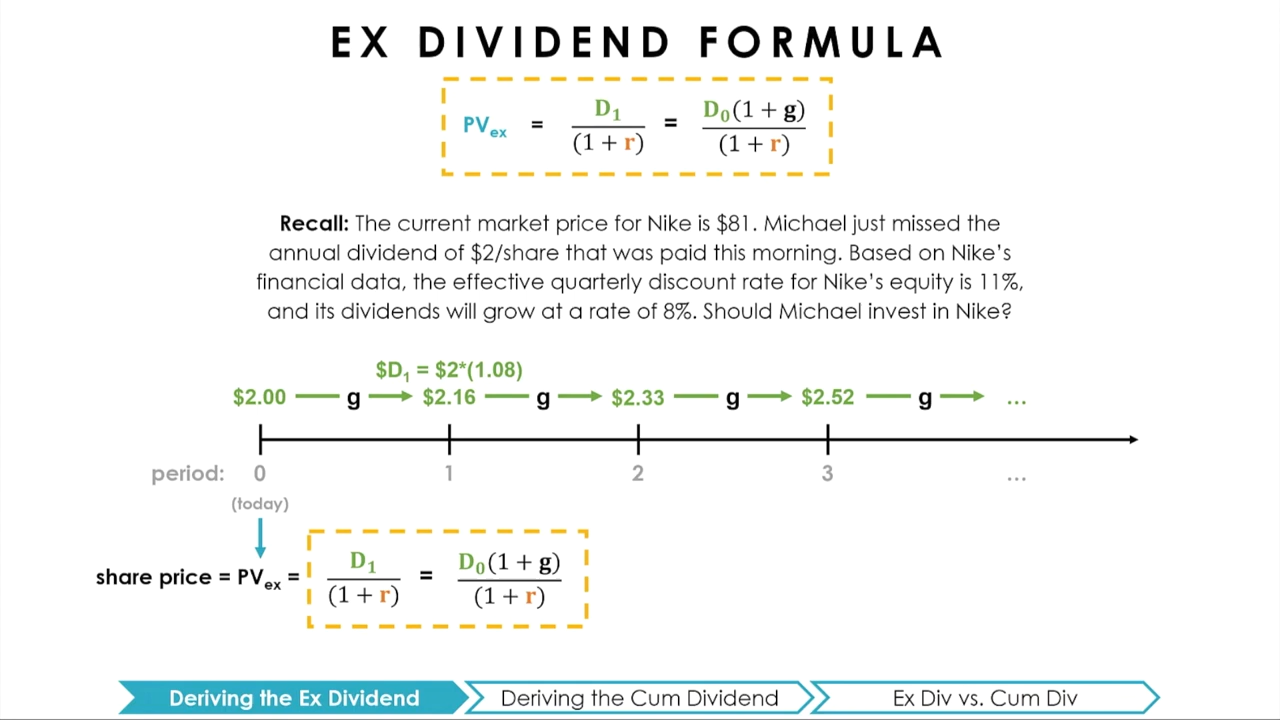 EX DIVIDEND FORMULA
PVex = D₁ / (1 + r) = D₀(1 + g) / (1 + r)
Recall: The current market price for Nike is $81. Michael just missed the
annual dividend of $2/share that was paid this morning. Based on Nike's
financial data, the effective quarterly discount rate for Nike's equity is 11%,
and its dividends will grow at a rate of 8%. Should Michael invest in Nike?
$D₁ = $2*(1.08)
$2.00 g $2.16 g $2.33 g $2.52 g ...
period: 0 1 2 3 ...
(today)
share price = PVex = D₁ / (1 + r) = D₀(1 + g) / (1 + r)
Deriving the Ex Dividend Deriving the Cum Dividend Ex Div vs. Cum Div